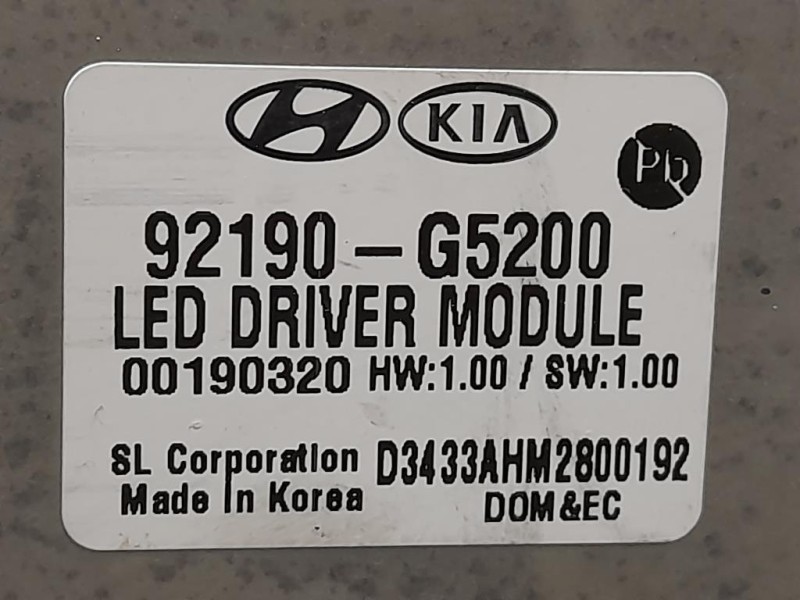 KIA
Pb
92190-G5200
LED DRIVER MODULE
00190320 HW:1.00 / SW:1.00
SL Corporation D3433AHM2800192
Made In Korea DOM&EC